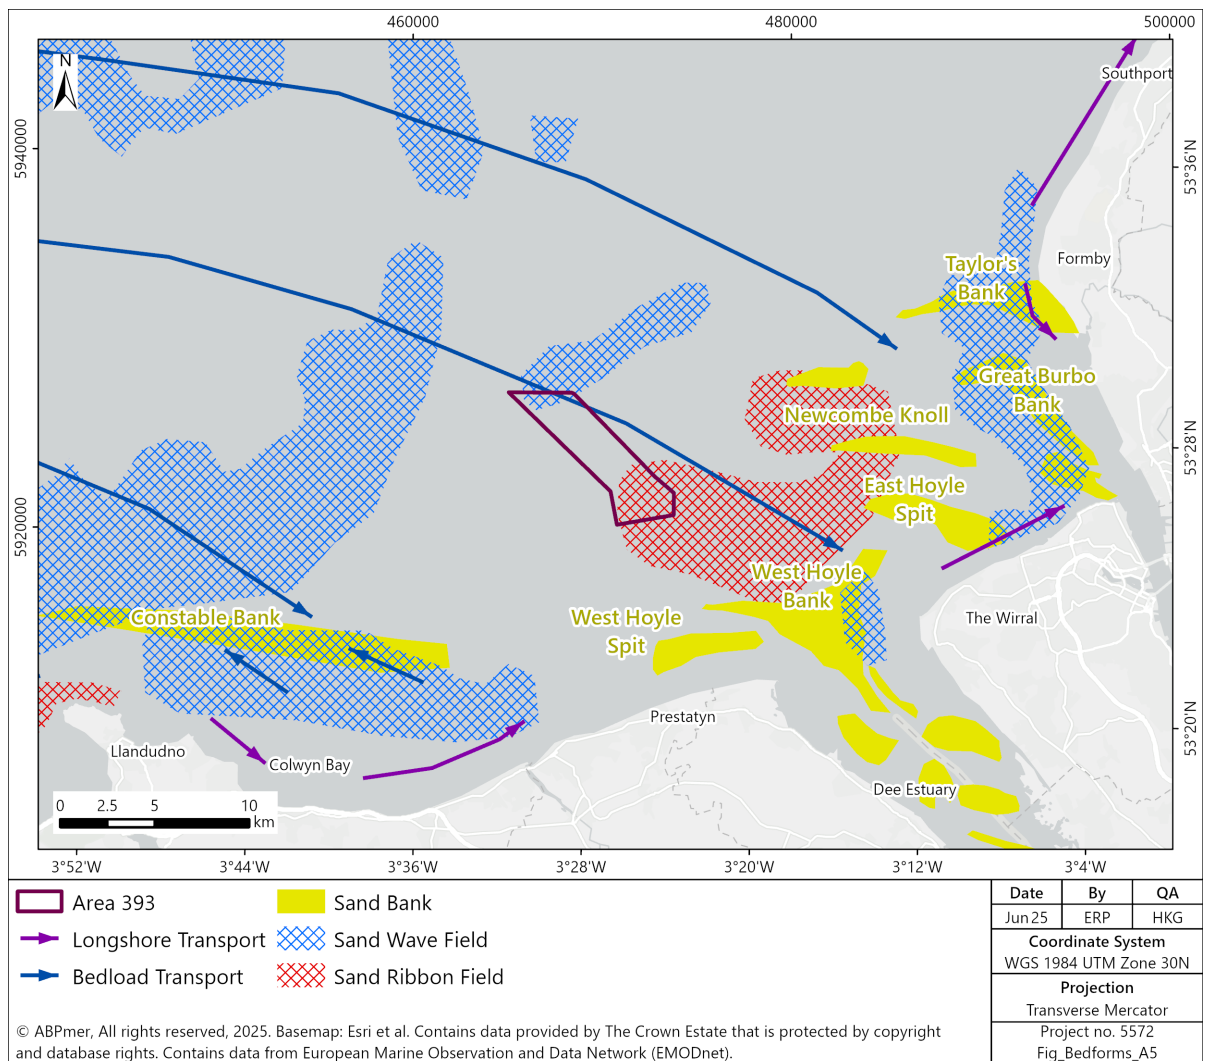 460000
480000
500000
N
Southport
5940000
53°36'N
Formby
Taylor's
Bank
Great Burbo
Bank
Newcombe Knoll
53°28'N
East Hoyle
Spit
5920000
West Hoyle
Bank
Constable Bank
West Hoyle
Spit
The Wirral
Prestatyn
53°20'N
Llandudno
Colwyn Bay
Dee Estuary
0 2.5 5 10
km
3°52'W
3°44'W
3°36'W
3°28'W
3°20'W
3°12'W
3°4'W
Area 393
Longshore Transport
Bedload Transport
Sand Bank
Sand Wave Field
Sand Ribbon Field
Date By QA
Jun 25 ERP HKG
Coordinate System
WGS 1984 UTM Zone 30N
Projection
Transverse Mercator
Project no. 5572
Fig_Bedforms_A5
© ABPmer, All rights reserved, 2025. Basemap: Esri et al. Contains data provided by The Crown Estate that is protected by copyright
and database rights. Contains data from European Marine Observation and Data Network (EMODnet).